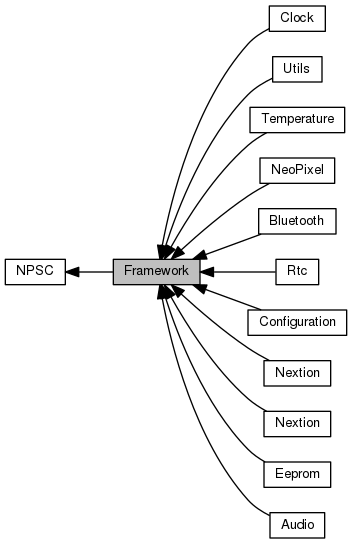 Clock
Utils
Temperature
NeoPixel
Bluetooth
NPSC
Framework
Rtc
Configuration
Nextion
Nextion
Eeprom
Audio